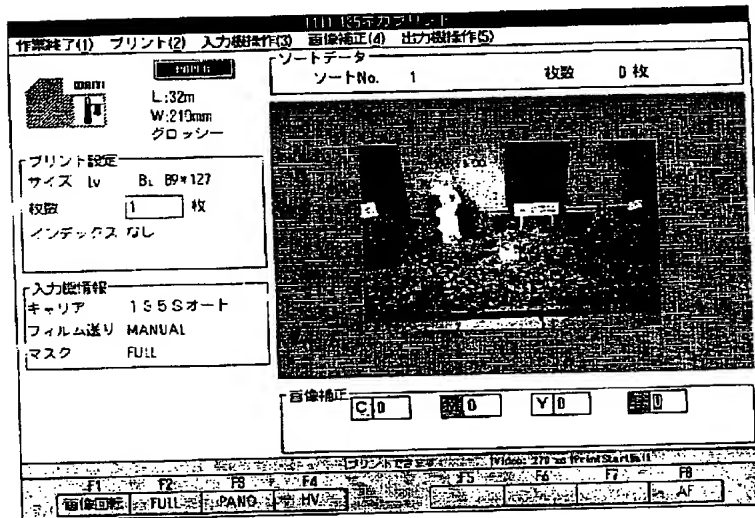 作業終了(1) プリント(2) 入力機操作(3) 画像補正(4) 出力機操作(5)
ソートデータ
ソートNo. 1 枚数 0 枚
L:32m
W:210mm
グロッシー
プリント設定
サイズ Lv 89*127
枚数 1 枚
インデックス なし
入力機情報
キャリア 135Sオート
フィルム送り MANUAL
マスク FULL
画像補正
C 0 0 Y 0 0
プリントできます
F1 F2 F3 F4 F5 F6 F7 F8
画像回転 FULL PANO HV AF